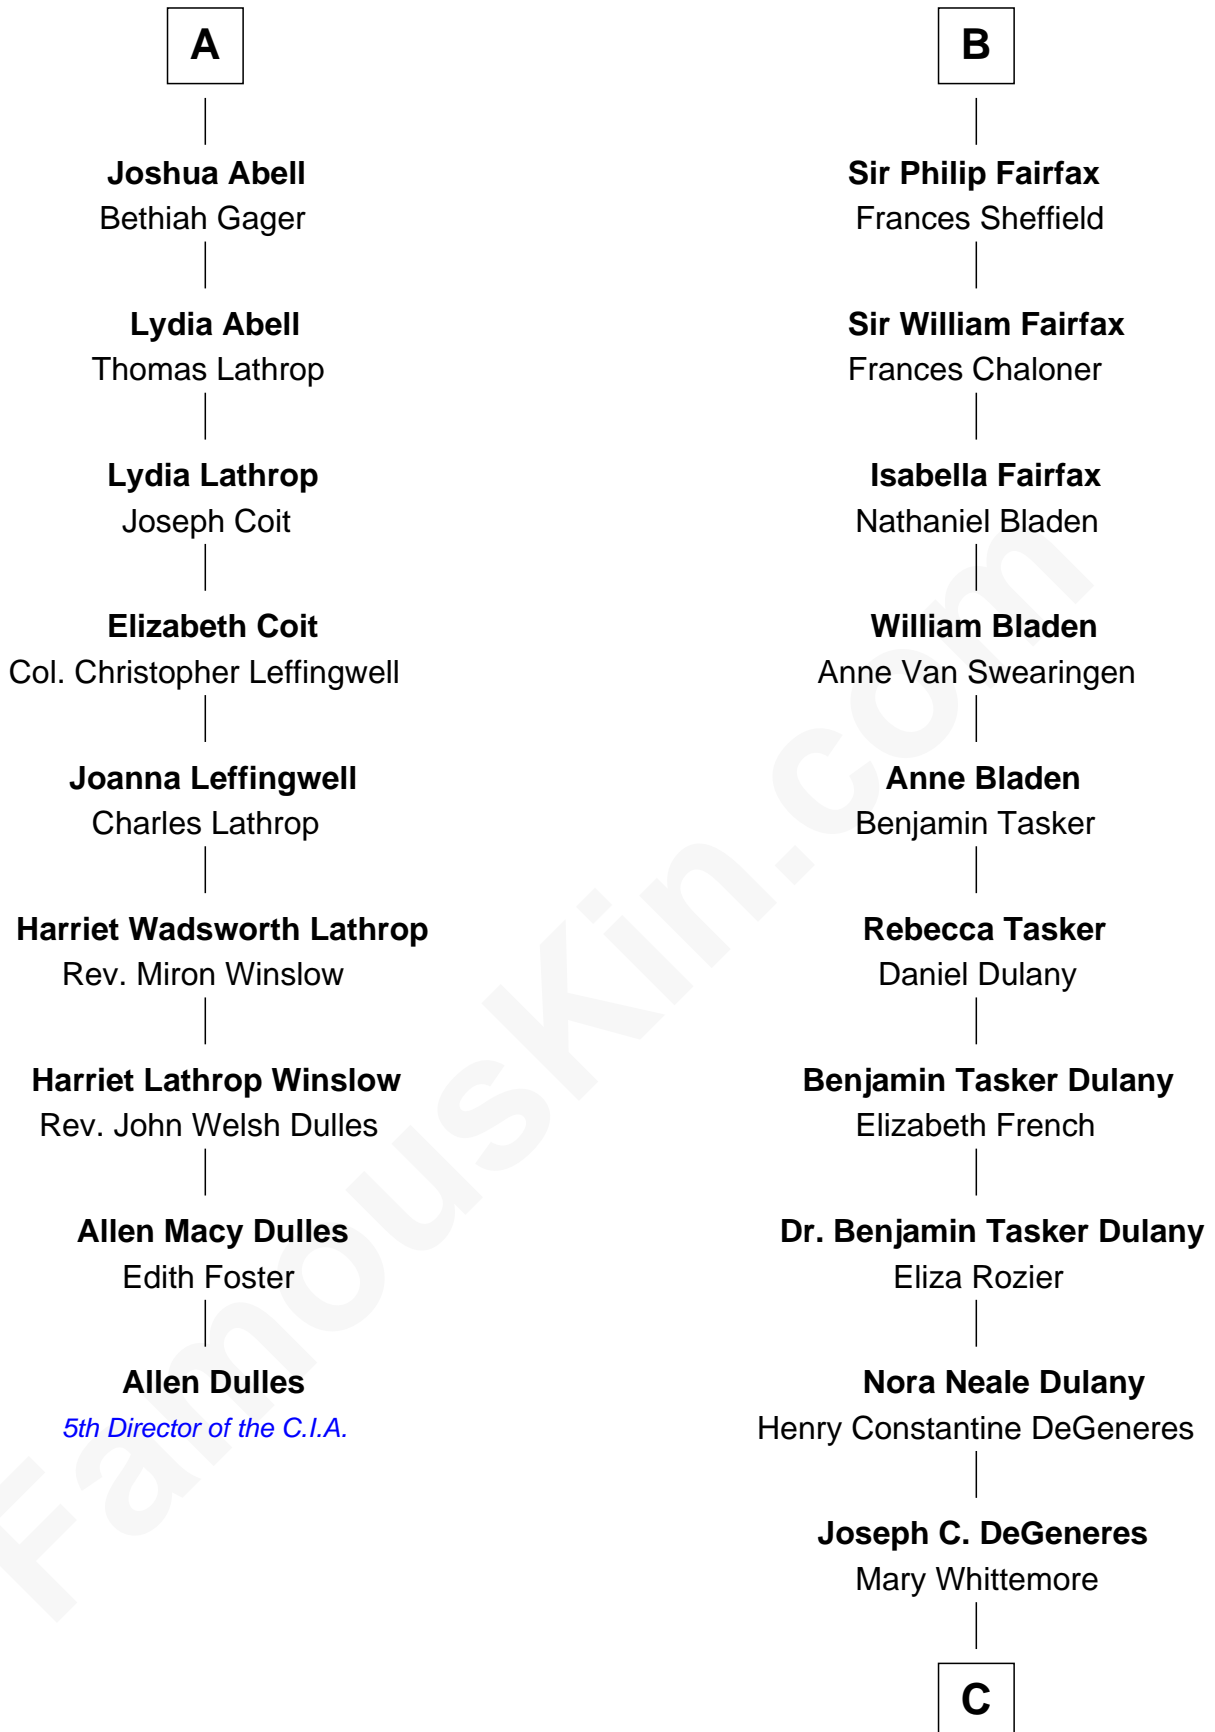 A
Joshua Abell
Bethiah Gager
Lydia Abell
Thomas Lathrop
Lydia Lathrop
Joseph Coit
Elizabeth Coit
Col. Christopher Leffingwell
Joanna Leffingwell
Charles Lathrop
Harriet Wadsworth Lathrop
Rev. Miron Winslow
Harriet Lathrop Winslow
Rev. John Welsh Dulles
Allen Macy Dulles
Edith Foster
Allen Dulles
5th Director of the C.I.A.
B
Sir Philip Fairfax
Frances Sheffield
Sir William Fairfax
Frances Chaloner
Isabella Fairfax
Nathaniel Bladen
William Bladen
Anne Van Swearingen
Anne Bladen
Benjamin Tasker
Rebecca Tasker
Daniel Dulany
Benjamin Tasker Dulany
Elizabeth French
Dr. Benjamin Tasker Dulany
Eliza Rozier
Nora Neale Dulany
Henry Constantine DeGeneres
Joseph C. DeGeneres
Mary Whittemore
C
FamousKin.com